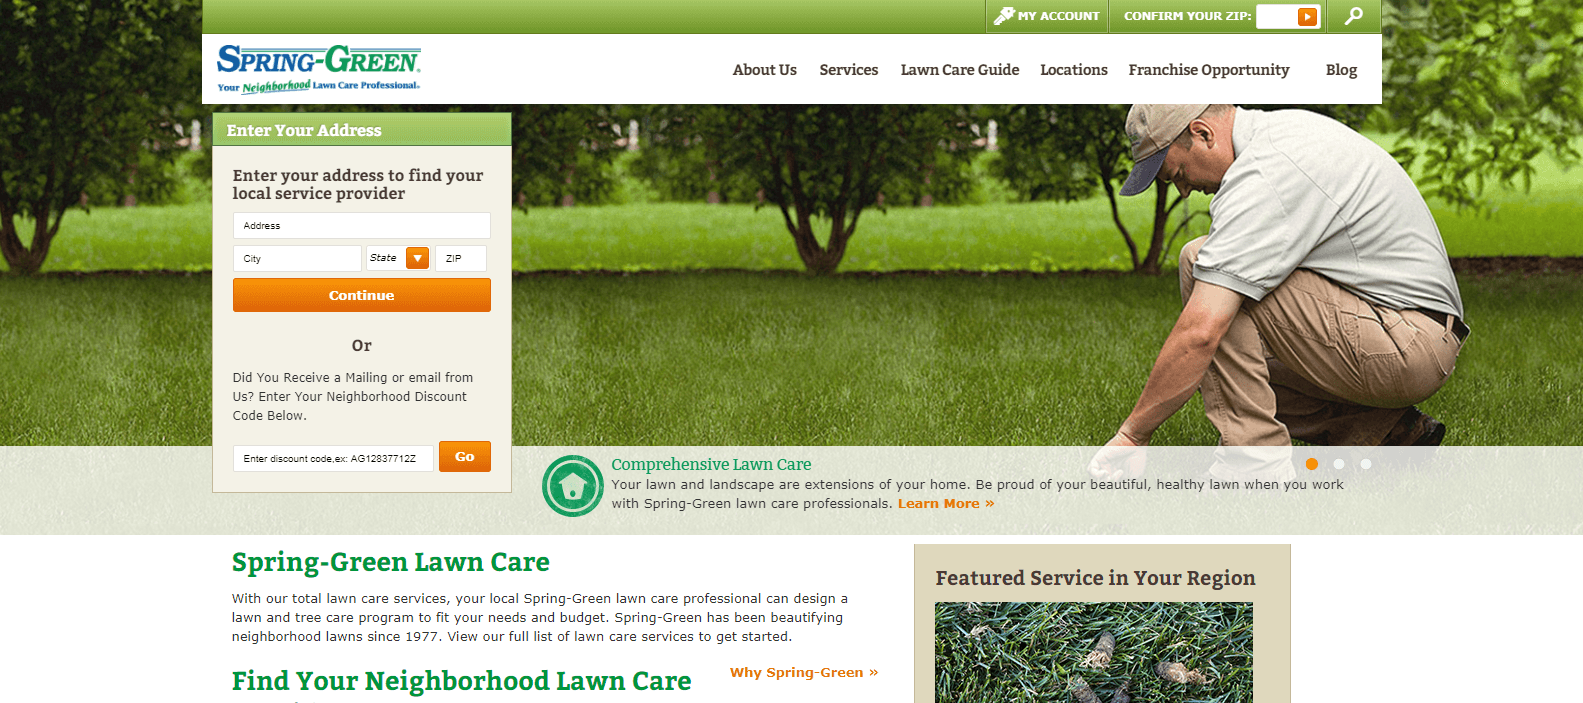 MY ACCOUNT
CONFIRM YOUR ZIP:
SPRING-GREEN
Your Neighborhood Lawn Care Professional.
About Us
Services
Lawn Care Guide
Locations
Franchise Opportunity
Blog
Enter Your Address
Enter your address to find your
local service provider
Address
City
State
ZIP
Continue
Or
Did You Receive a Mailing or email from
Us? Enter Your Neighborhood Discount
Code Below.
Enter discount code,ex: AG12837712Z
Go
Comprehensive Lawn Care
Your lawn and landscape are extensions of your home. Be proud of your beautiful, healthy lawn when you work
with Spring-Green lawn care professionals. Learn More »
Spring-Green Lawn Care
With our total lawn care services, your local Spring-Green lawn care professional can design a
lawn and tree care program to fit your needs and budget. Spring-Green has been beautifying
neighborhood lawns since 1977. View our full list of lawn care services to get started.
Why Spring-Green »
Find Your Neighborhood Lawn Care
Featured Service in Your Region